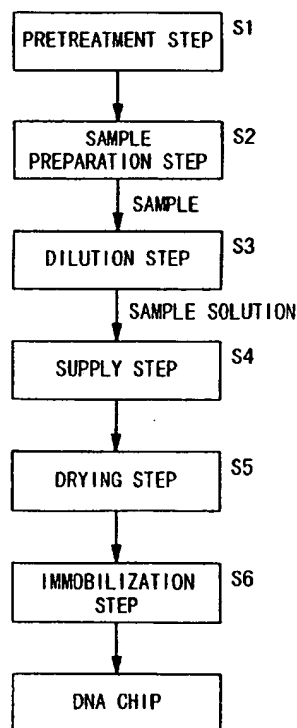 PRETREATMENT STEP S1
SAMPLE
PREPARATION STEP S2
SAMPLE
DILUTION STEP S3
SAMPLE SOLUTION
SUPPLY STEP S4
DRYING STEP S5
IMMOBILIZATION
STEP S6
DNA CHIP